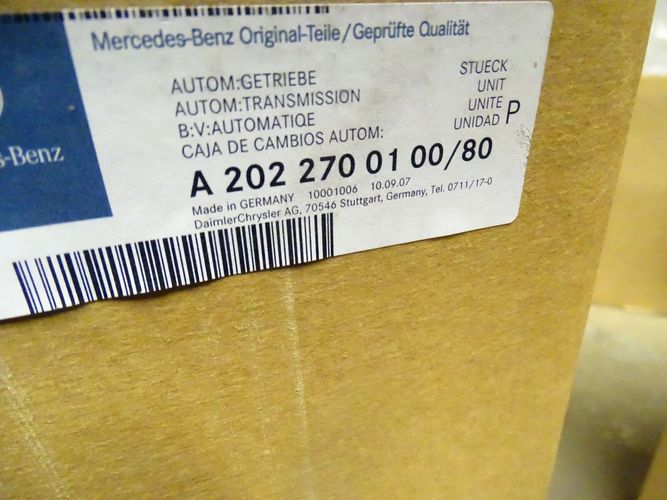 Mercedes-Benz Original-Teile/Geprüfte Qualität
AUTOM:GETRIEBE
AUTOM:TRANSMISSION
B:V:AUTOMATIQE
CAJA DE CAMBIOS AUTOM:
STUECK
UNIT
UNITE
UNIDAD P
s-Benz
A 202 270 01 00/80
Made in GERMANY 10001006 10.09.07
DaimlerChrysler AG, 70546 Stuttgart, Germany, Tel. 0711/17-0